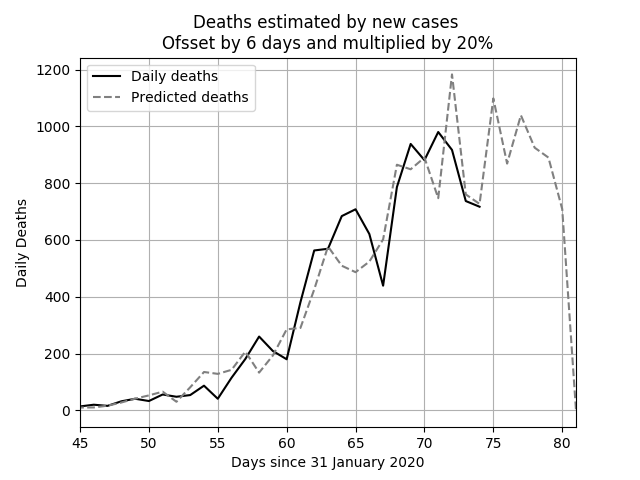 Deaths estimated by new cases
Ofsset by 6 days and multiplied by 20%
Daily deaths
Predicted deaths
1200
1000
800
600
400
200
0
Daily Deaths
45 50 55 60 65 70 75 80
Days since 31 January 2020